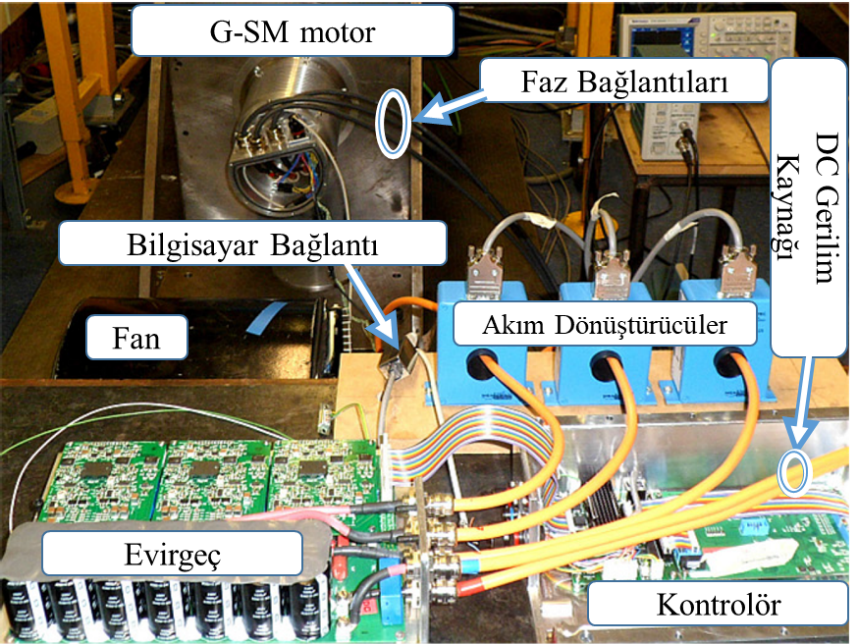 G-SM motor
Faz Bağlantıları
DC Gerilim
Kaynağı
Bilgisayar Bağlantı
Fan
Akım Dönüştürücüler
Evirgeç
Kontrolör